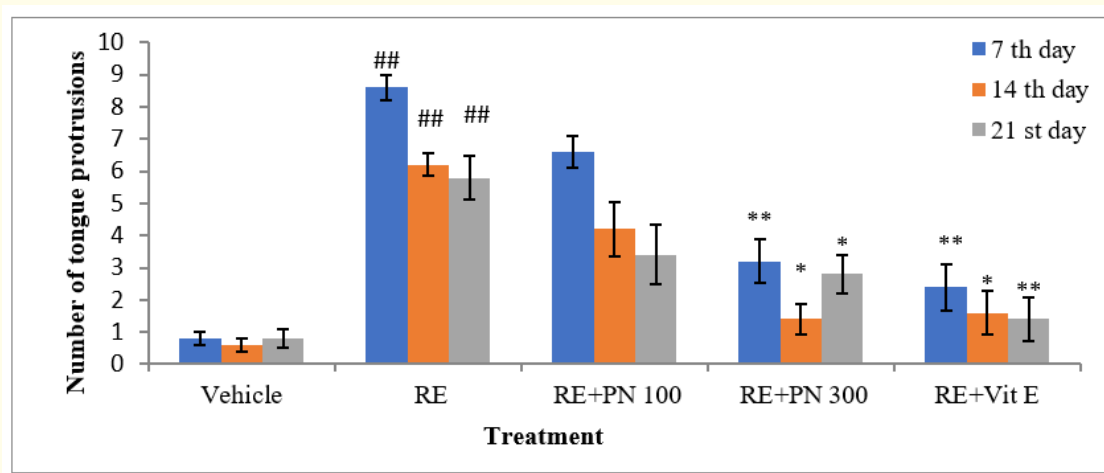 Number of tongue protrusions
10
9
8
7
6
5
4
3
2
1
0
##
##
##
**
*
*
**
*
**
7 th day
14 th day
21 st day
Vehicle
RE
RE+PN 100
RE+PN 300
RE+Vit E
Treatment